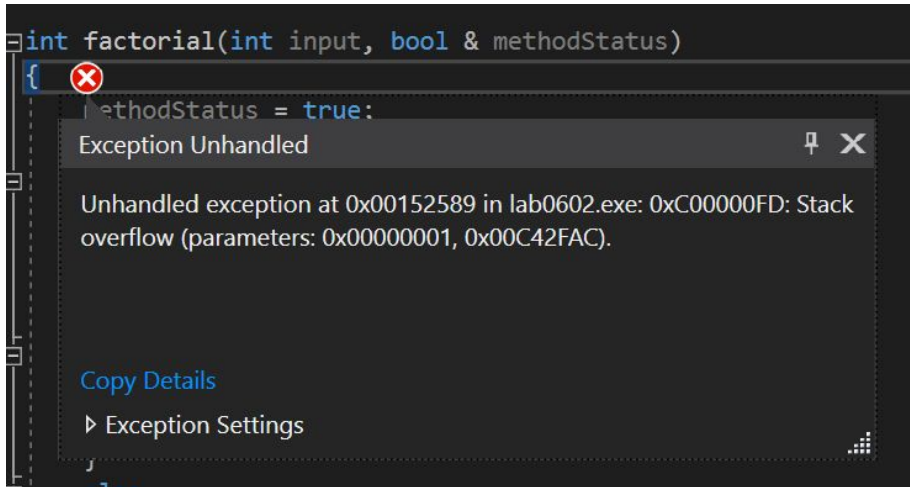 int factorial(int input, bool & methodStatus)
{
methodStatus = true;
Exception Unhandled
Unhandled exception at 0x00152589 in lab0602.exe: 0xC00000FD: Stack
overflow (parameters: 0x00000001, 0x00C42FAC).
Copy Details
Exception Settings
}